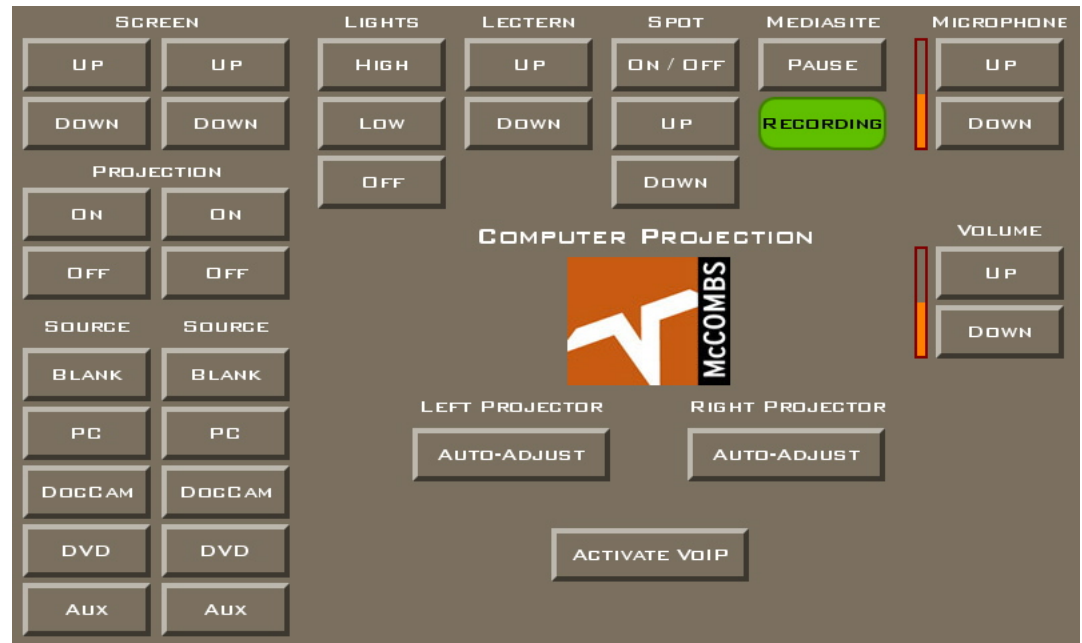 SCREEN
UP UP
DOWN DOWN
PROJECTION
ON ON
OFF OFF
SOURCE SOURCE
BLANK BLANK
PC PC
DOCCAM DOCCAM
DVD DVD
AUX AUX
LIGHTS
HIGH
LOW
OFF
LECTERN
UP
DOWN
SPOT
ON / OFF
UP
DOWN
MEDIASITE
PAUSE
RECORDING
MICROPHONE
UP
DOWN
VOLUME
UP
DOWN
COMPUTER PROJECTION
McCOMBS
LEFT PROJECTOR RIGHT PROJECTOR
AUTO-ADJUST AUTO-ADJUST
ACTIVATE VOIP